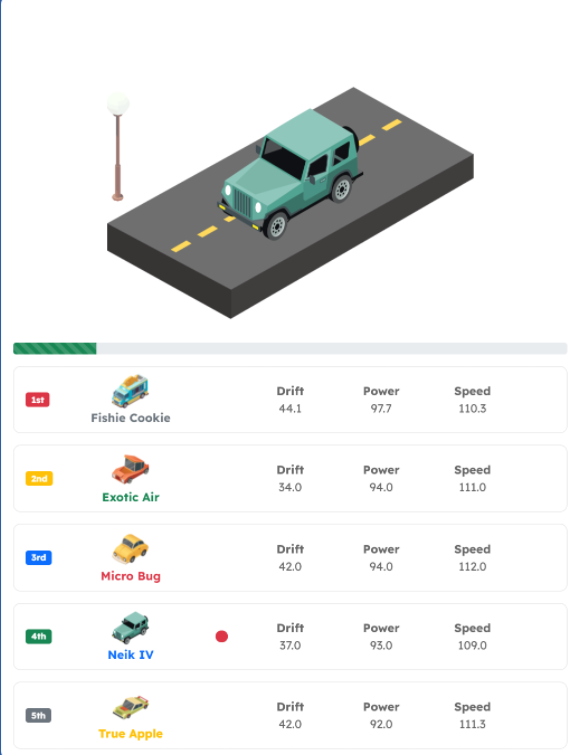 1st
Fishie Cookie
Drift Power Speed
44.1 97.7 110.3
2nd
Exotic Air
Drift Power Speed
34.0 94.0 111.0
3rd
Micro Bug
Drift Power Speed
42.0 94.0 112.0
4th
Neik IV
Drift Power Speed
37.0 93.0 109.0
5th
True Apple
Drift Power Speed
42.0 92.0 111.3